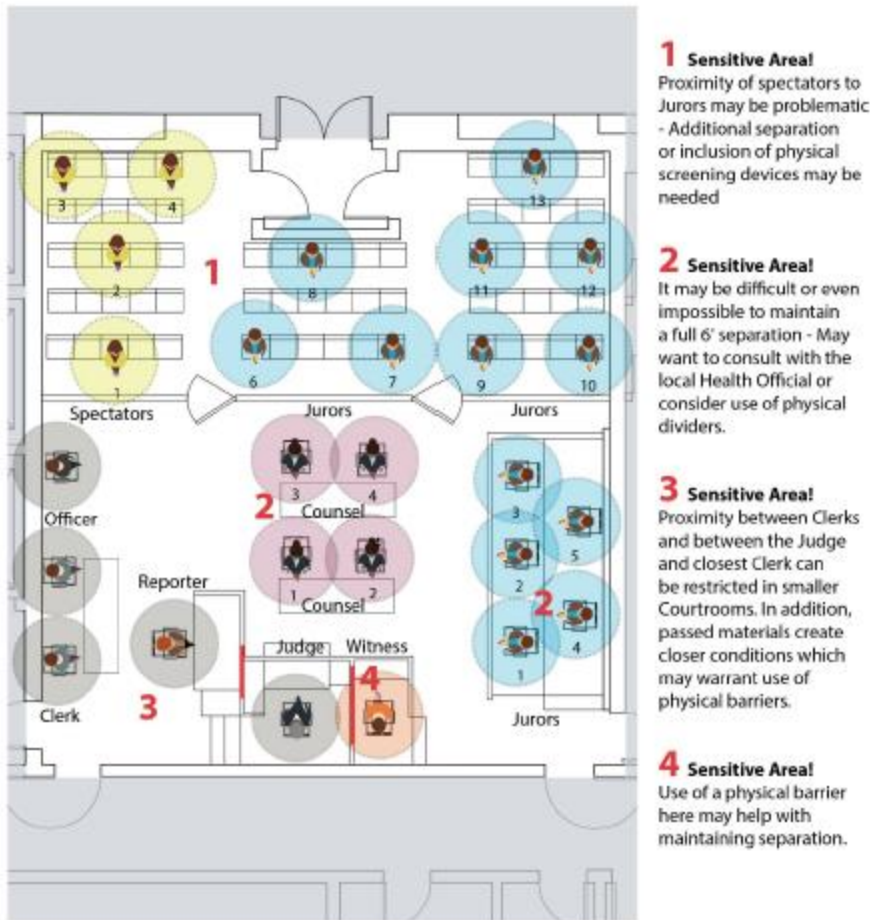 3
4
13
2
1
8
11
12
1
6
7
9
10
Spectators
Jurors
Jurors
3
4
3
2
Counsel
5
Officer
2
Reporter
1
2
2
4
Counsel
1
Judge
Witness
4
3
Clerk
Jurors
1 Sensitive Area!
Proximity of spectators to
Jurors may be problematic
- Additional separation
or inclusion of physical
screening devices may be
needed
2 Sensitive Area!
It may be difficult or even
impossible to maintain
a full 6' separation - May
want to consult with the
local Health Official or
consider use of physical
dividers.
3 Sensitive Area!
Proximity between Clerks
and between the Judge
and closest Clerk can
be restricted in smaller
Courtrooms. In addition,
passed materials create
closer conditions which
may warrant use of
physical barriers.
4 Sensitive Area!
Use of a physical barrier
here may help with
maintaining separation.